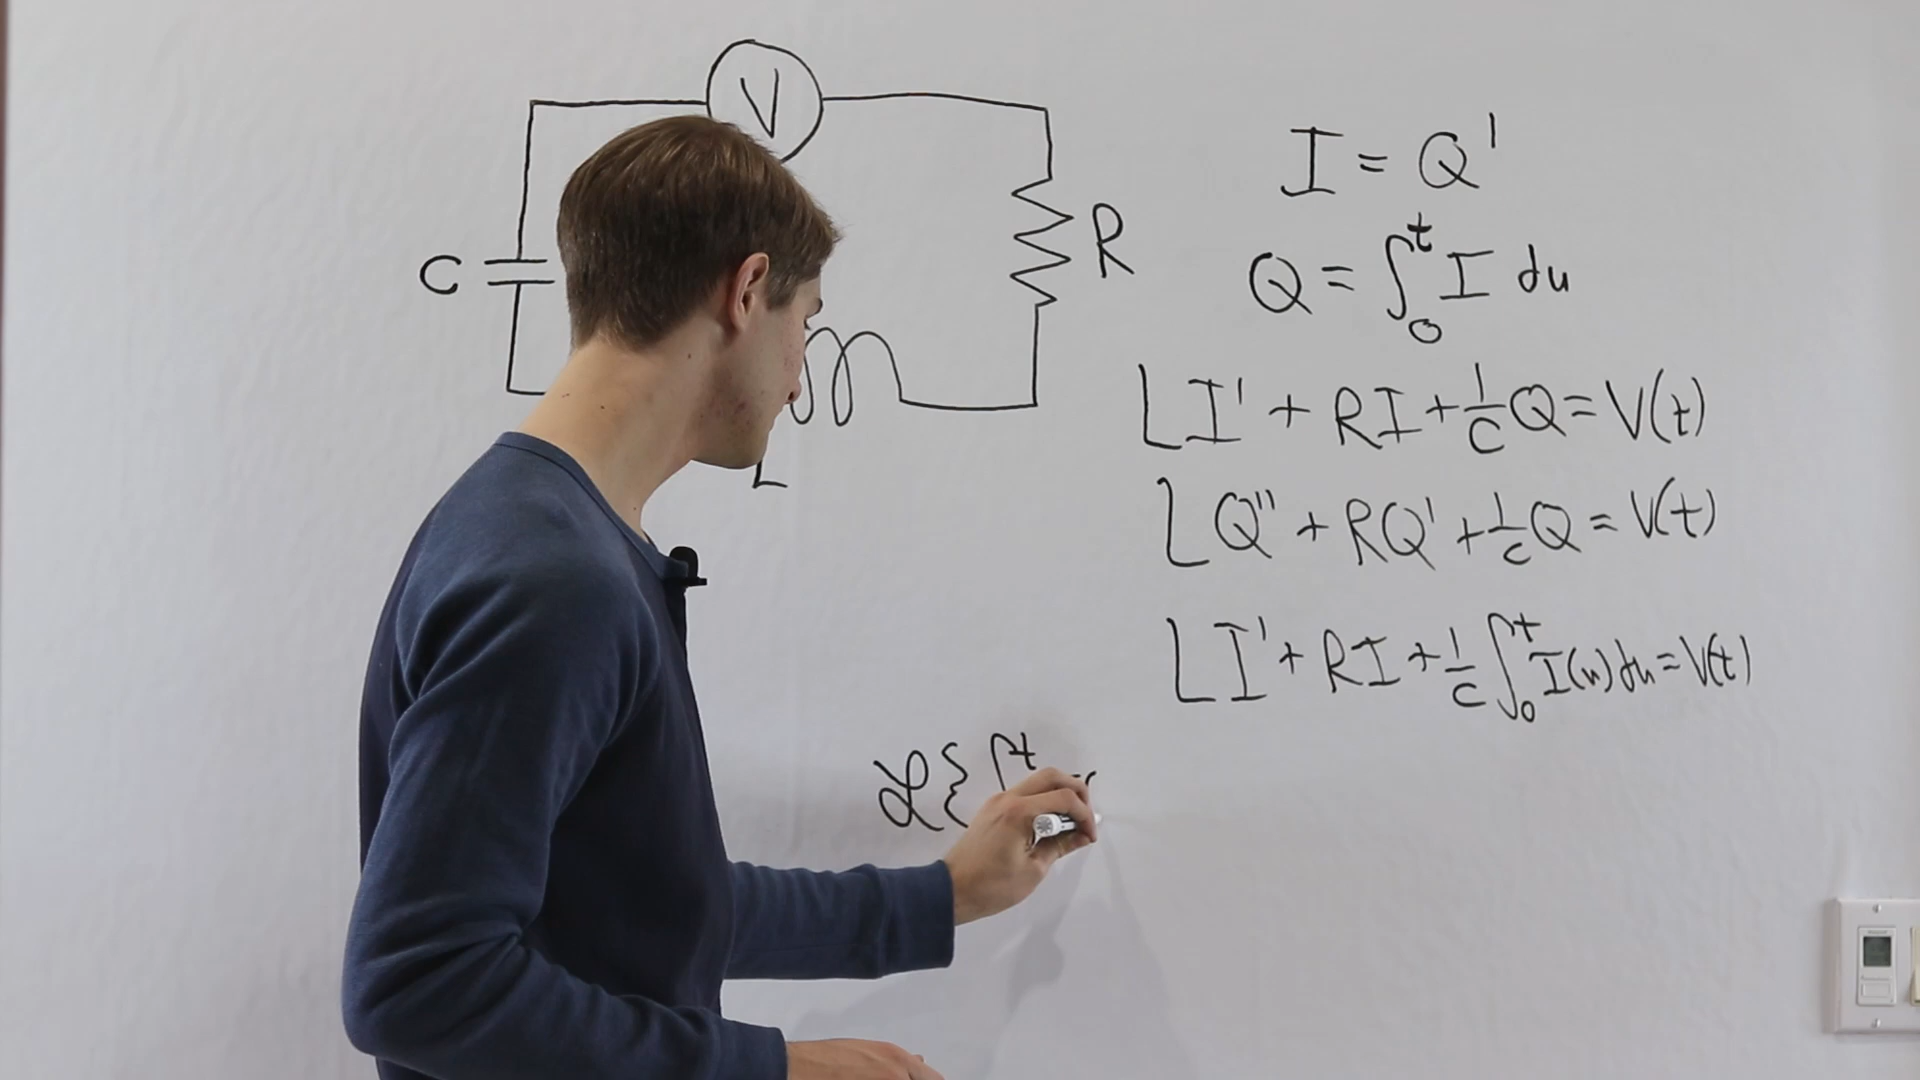 V
C
R
L
I = Q'
Q = ∫₀ᵗ I du
LI' + RI + 1/C Q = V(t)
LQ'' + RQ' + 1/C Q = V(t)
LI' + RI + 1/C ∫₀ᵗ I(u) du = V(t)
ℒ{∫ᵗ